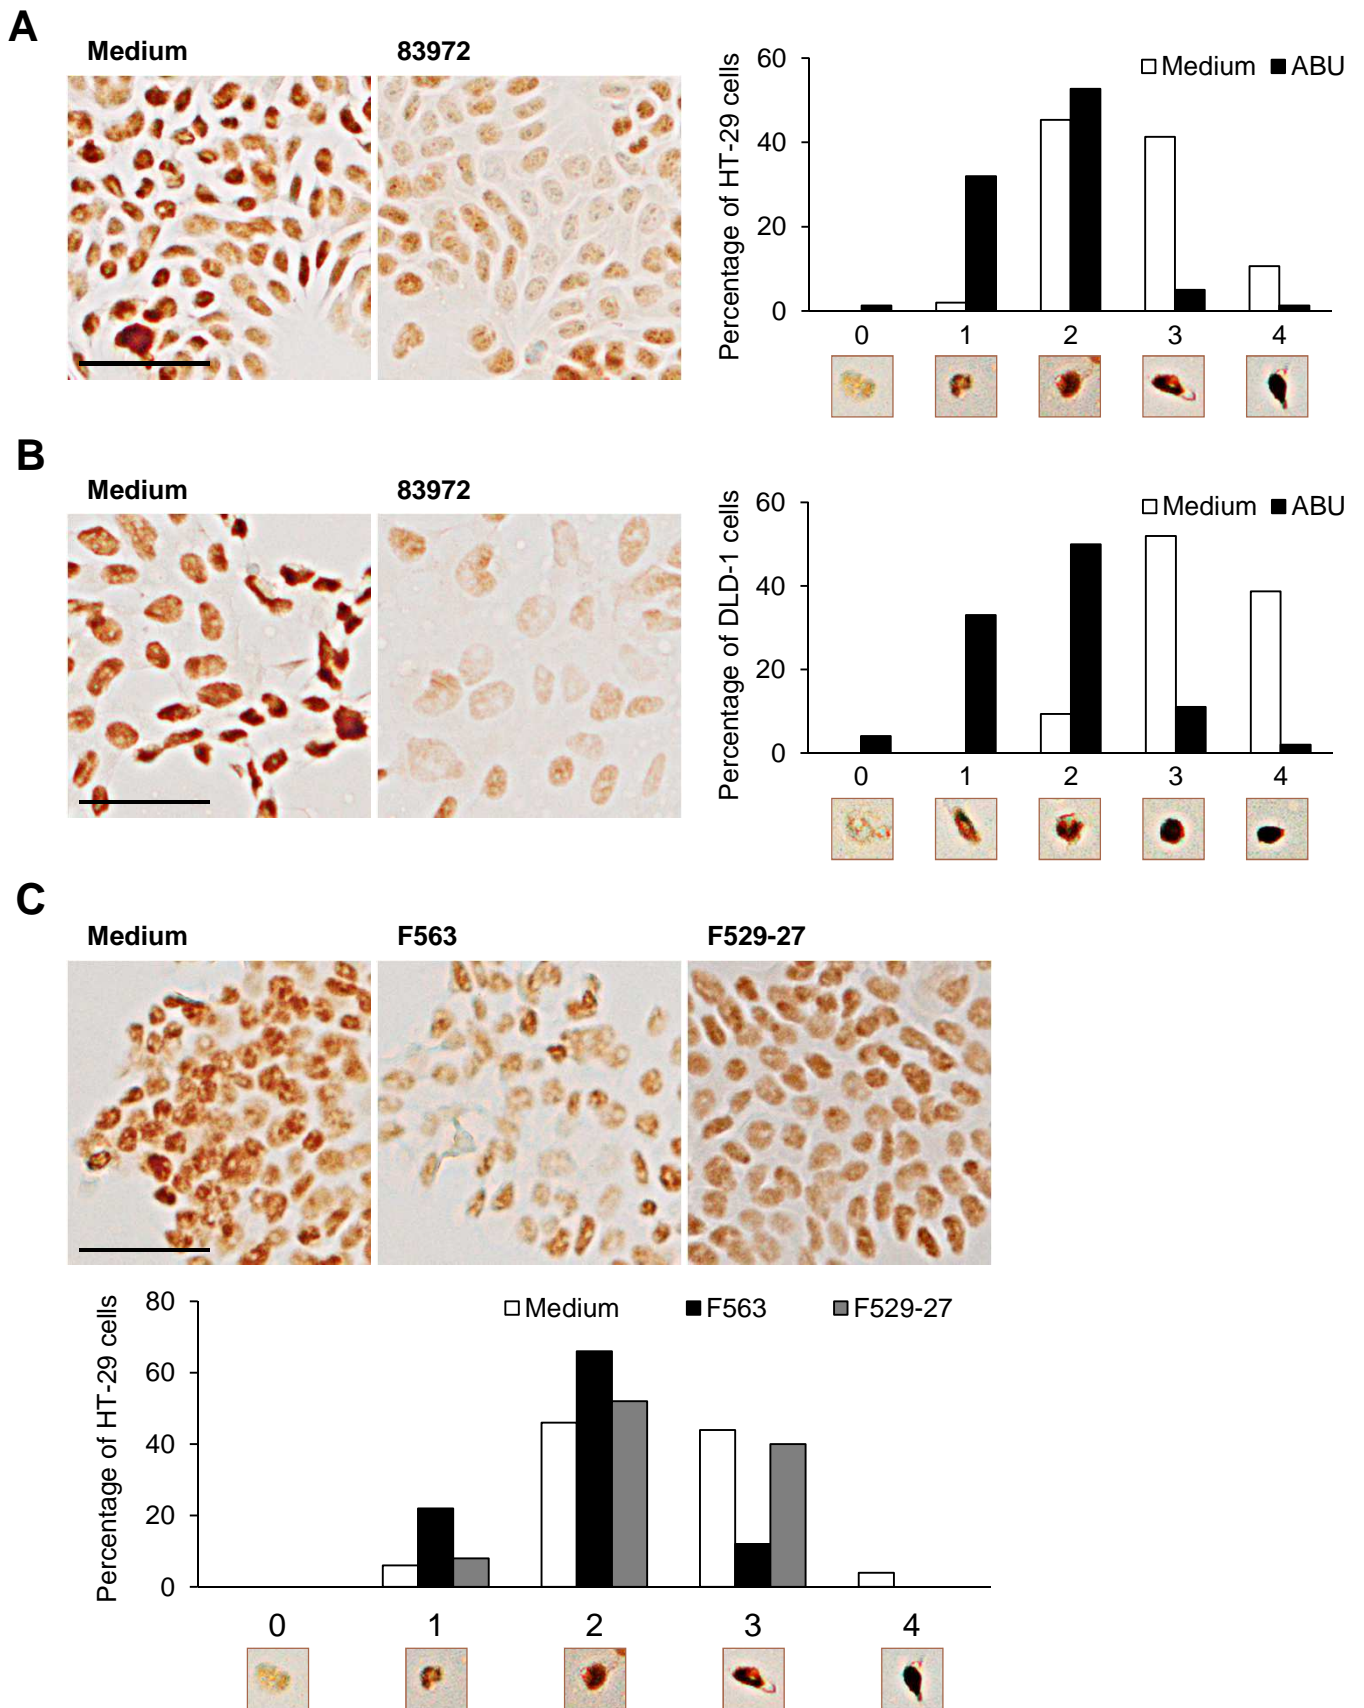 A
Medium
83972
Percentage of HT-29 cells
60
40
20
0
Medium ABU
0 1 2 3 4
B
Medium
83972
Percentage of DLD-1 cells
60
40
20
0
Medium ABU
0 1 2 3 4
C
Medium
F563
F529-27
Percentage of HT-29 cells
80
60
40
20
0
Medium F563 F529-27
0 1 2 3 4